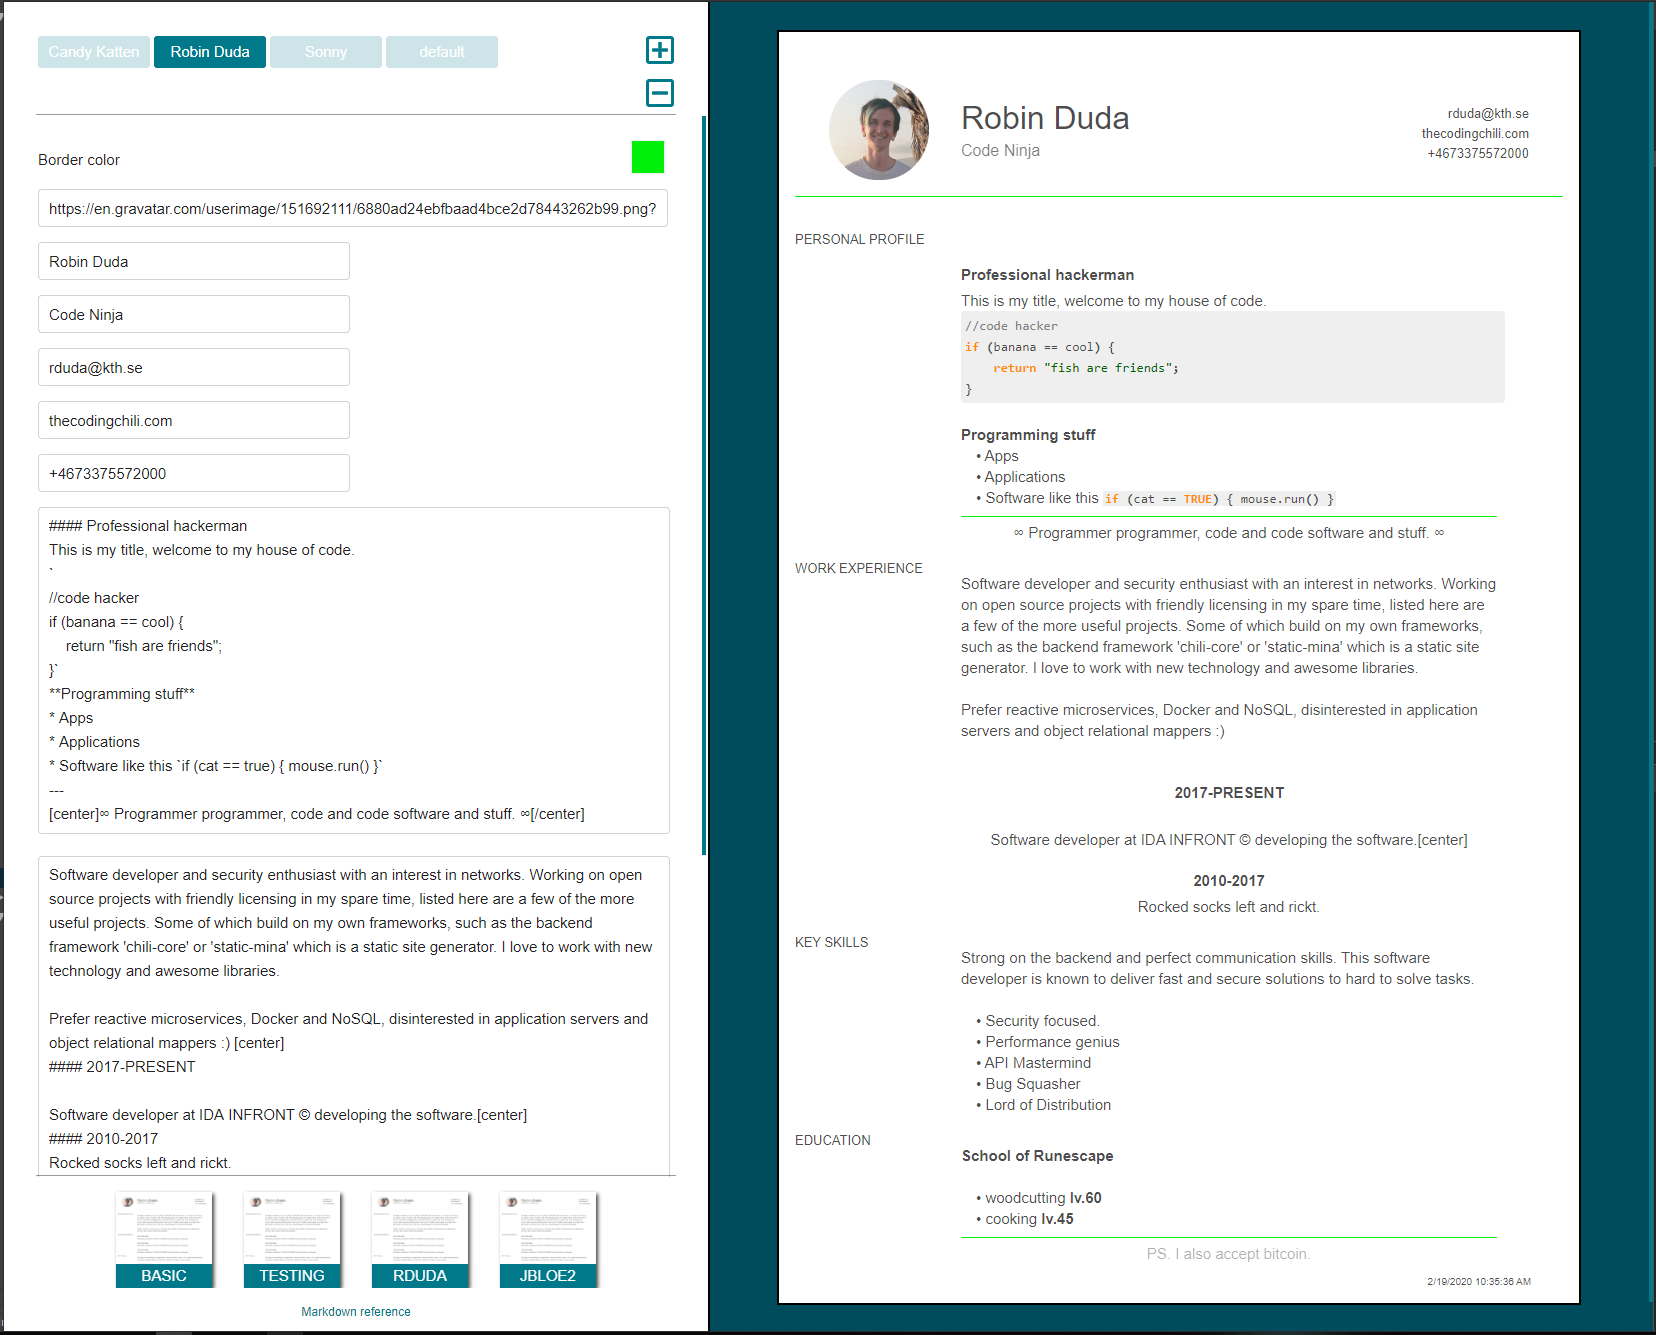 Candy Katten
Robin Duda
Sonny
default
Border color
https://en.gravatar.com/userimage/151692111/6880ad24ebfbaad4bce2d78443262b99.png?
Robin Duda
Code Ninja
rduda@kth.se
thecodingchili.com
+4673375572000
#### Professional hackerman
This is my title, welcome to my house of code.
`
//code hacker
if (banana == cool) {
    return "fish are friends";
}`
**Programming stuff**
* Apps
* Applications
* Software like this `if (cat == true) { mouse.run() }`
---
[center]∞ Programmer programmer, code and code software and stuff. ∞[/center]
Software developer and security enthusiast with an interest in networks. Working on open
source projects with friendly licensing in my spare time, listed here are a few of the more
useful projects. Some of which build on my own frameworks, such as the backend
framework 'chili-core' or 'static-mina' which is a static site generator. I love to work with new
technology and awesome libraries.
Prefer reactive microservices, Docker and NoSQL, disinterested in application servers and
object relational mappers :) [center]
#### 2017-PRESENT
Software developer at IDA INFRONT © developing the software.[center]
#### 2010-2017
Rocked socks left and rickt.
BASIC
TESTING
RDUDA
JBLOE2
Markdown reference
Robin Duda
Code Ninja
rduda@kth.se
thecodingchili.com
+4673375572000
PERSONAL PROFILE
Professional hackerman
This is my title, welcome to my house of code.
//code hacker
if (banana == cool) {
    return "fish are friends";
}
Programming stuff
• Apps
• Applications
• Software like this if (cat == TRUE) { mouse.run() }
∞ Programmer programmer, code and code software and stuff. ∞
WORK EXPERIENCE
Software developer and security enthusiast with an interest in networks. Working
on open source projects with friendly licensing in my spare time, listed here are
a few of the more useful projects. Some of which build on my own frameworks,
such as the backend framework 'chili-core' or 'static-mina' which is a static site
generator. I love to work with new technology and awesome libraries.
Prefer reactive microservices, Docker and NoSQL, disinterested in application
servers and object relational mappers :)
2017-PRESENT
Software developer at IDA INFRONT © developing the software.[center]
2010-2017
Rocked socks left and rickt.
KEY SKILLS
Strong on the backend and perfect communication skills. This software
developer is known to deliver fast and secure solutions to hard to solve tasks.
• Security focused.
• Performance genius
• API Mastermind
• Bug Squasher
• Lord of Distribution
EDUCATION
School of Runescape
• woodcutting lv.60
• cooking lv.45
PS. I also accept bitcoin.
2/19/2020 10:35:36 AM